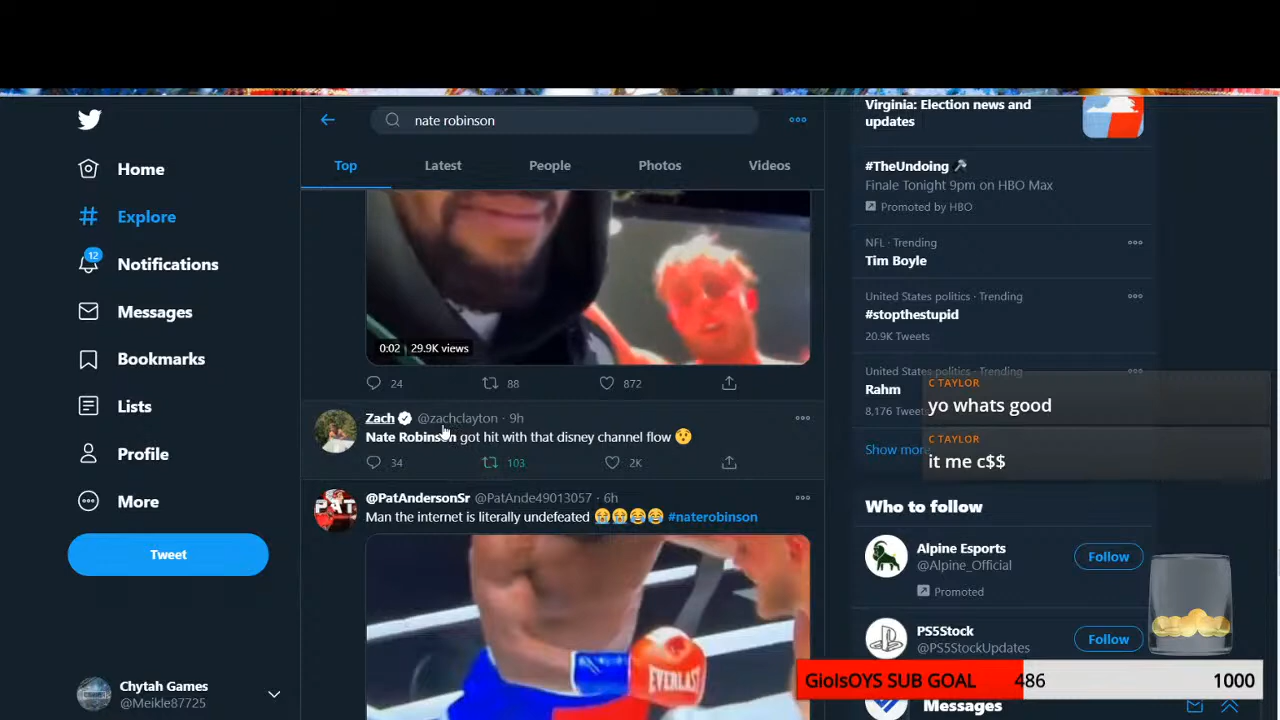 nate robinson
Home
Explore
12
Notifications
Messages
Bookmarks
Lists
Profile
More
Tweet
Chytah Games
@Meikle87725
Top
Latest
People
Photos
Videos
0:02 29.9K views
24
88
872
Zach @zachclayton · 9h
Nate Robinson got hit with that disney channel flow 😯
34
103
2K
PAT
@PatAndersonSr @PatAnde49013057 · 6h
Man the internet is literally undefeated 😭😭😂😂 #naterobinson
EVERLAST
Virginia: Election news and
updates
#TheUndoing
Finale Tonight 9pm on HBO Max
Promoted by HBO
NFL · Trending
Tim Boyle
United States politics · Trending
#stopthestupid
20.9K Tweets
United States politics · Trending
Rahm
8,176 Tweets
Show more
C TAYLOR
yo whats good
C TAYLOR
it me c$$
Who to follow
Alpine Esports
@Alpine_Official
Follow
Promoted
PS5Stock
@PS5StockUpdates
Follow
GioIsOYS SUB GOAL
486
1000
Messages